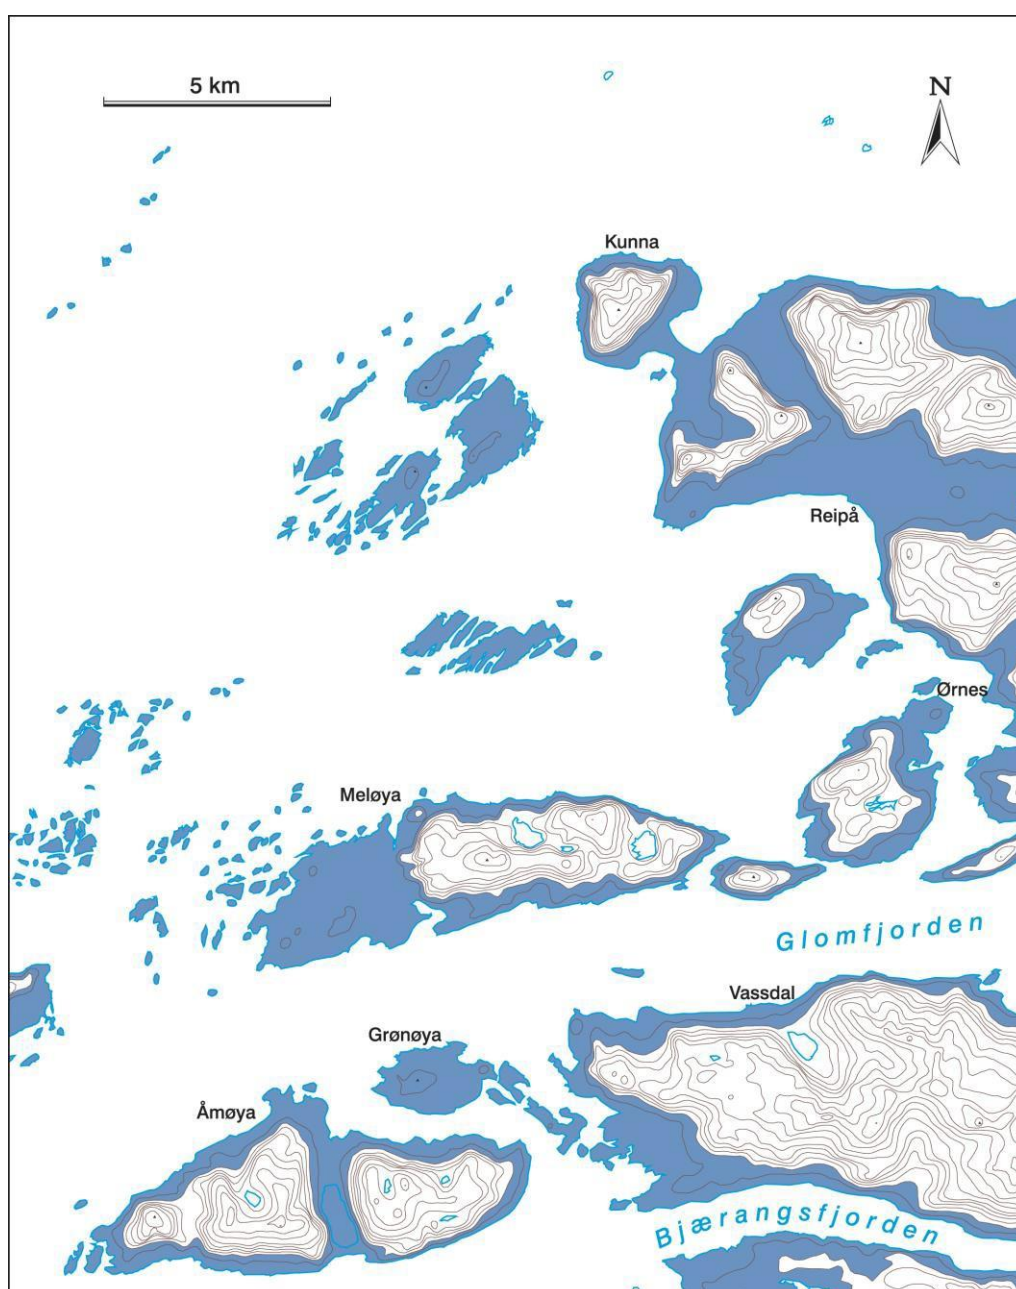 5 km
N
Kunna
Reipå
Ørnes
Meløya
Glomfjorden
Vassdal
Grønøya
Åmøya
Bjærangsfjorden